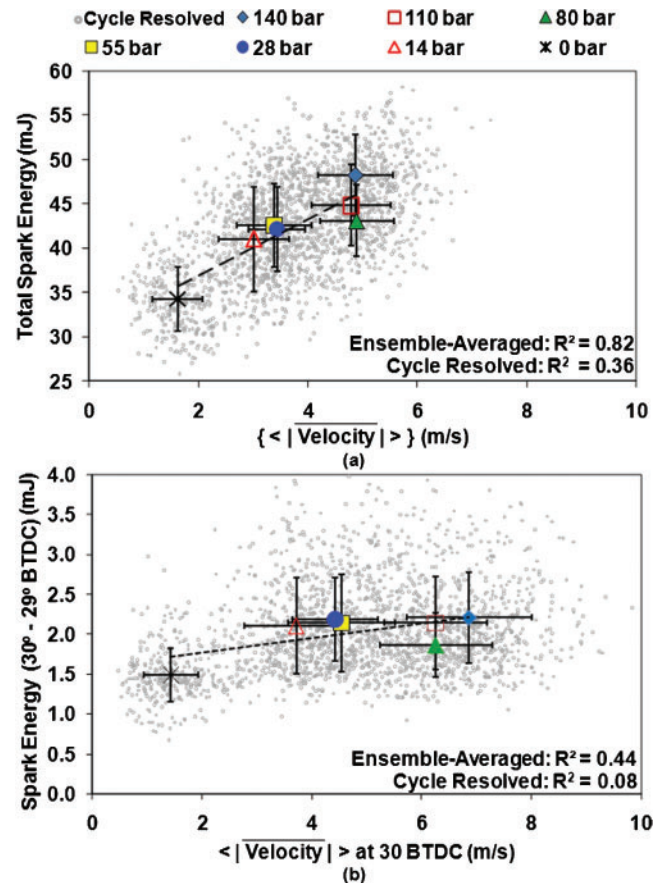 Cycle Resolved 140 bar 110 bar 80 bar
55 bar 28 bar 14 bar 0 bar
60
55
50
45
40
35
30
25
Total Spark Energy (mJ)
Ensemble-Averaged: R² = 0.82
Cycle Resolved: R² = 0.36
0 2 4 6 8 10
{ < | Velocity | > } (m/s)
(a)
4.0
3.5
3.0
2.5
2.0
1.5
1.0
0.5
0.0
Spark Energy (30º - 29º BTDC) (mJ)
Ensemble-Averaged: R² = 0.44
Cycle Resolved: R² = 0.08
0 2 4 6 8 10
< | Velocity | > at 30 BTDC (m/s)
(b)